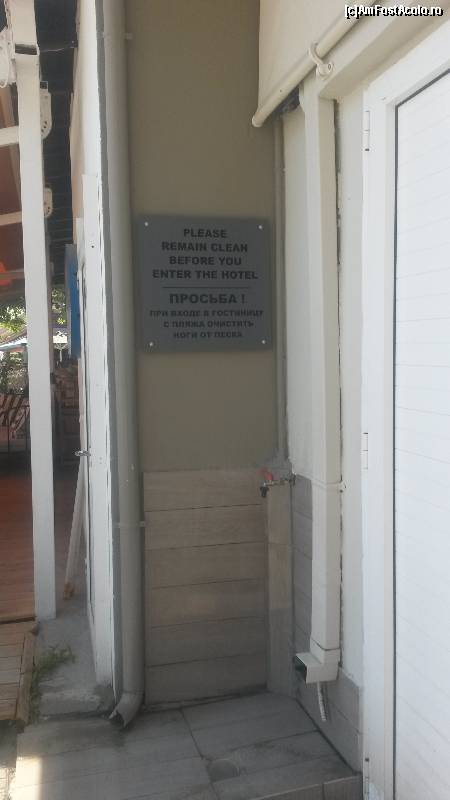 (c)AmFostAcolo.ro
PLEASE
REMAIN CLEAN
BEFORE YOU
ENTER THE HOTEL
ПРОСЬБА !
ПРИ ВХОДЕ В ГОСТИНИЦУ
С ПЛЯЖА ОЧИСТИТЬ
НОГИ ОТ ПЕСКА